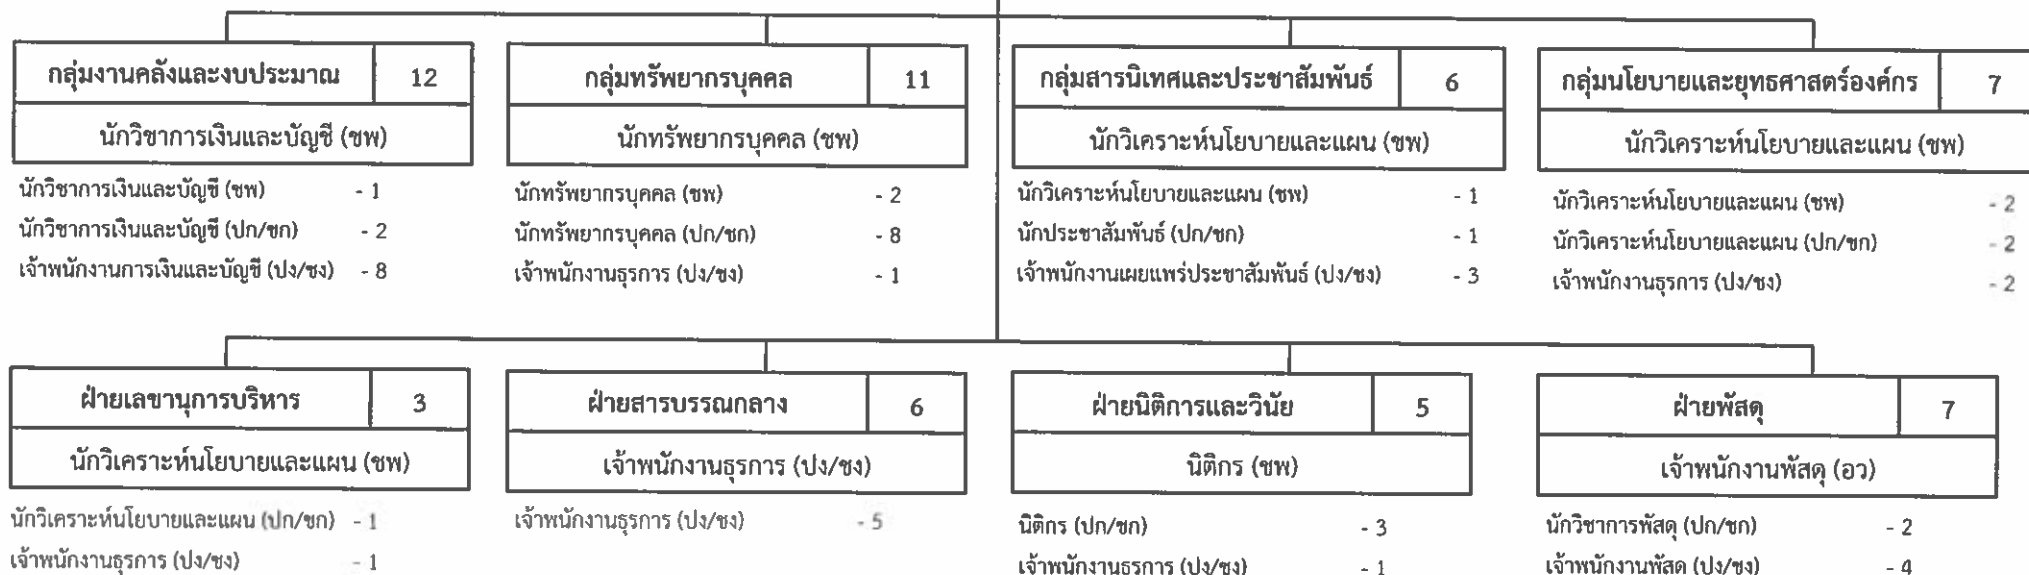 กลุ่มงานคลังและงบประมาณ 12
นักวิชาการเงินและบัญชี (ชพ)
นักวิชาการเงินและบัญชี (ชพ) - 1
นักวิชาการเงินและบัญชี (ปก/ชก) - 2
เจ้าพนักงานการเงินและบัญชี (ปง/ชง) - 8
กลุ่มทรัพยากรบุคคล 11
นักทรัพยากรบุคคล (ชพ)
นักทรัพยากรบุคคล (ชพ) - 2
นักทรัพยากรบุคคล (ปก/ชก) - 8
เจ้าพนักงานธุรการ (ปง/ชง) - 1
กลุ่มสารนิเทศและประชาสัมพันธ์ 6
นักวิเคราะห์นโยบายและแผน (ชพ)
นักวิเคราะห์นโยบายและแผน (ชพ) - 1
นักประชาสัมพันธ์ (ปก/ชก) - 1
เจ้าพนักงานเผยแพร่ประชาสัมพันธ์ (ปง/ชง) - 3
กลุ่มนโยบายและยุทธศาสตร์องค์กร 7
นักวิเคราะห์นโยบายและแผน (ชพ)
นักวิเคราะห์นโยบายและแผน (ชพ) - 2
นักวิเคราะห์นโยบายและแผน (ปก/ชก) - 2
เจ้าพนักงานธุรการ (ปง/ชง) - 2
ฝ่ายเลขานุการบริหาร 3
นักวิเคราะห์นโยบายและแผน (ชพ)
นักวิเคราะห์นโยบายและแผน (ปก/ชก) - 1
เจ้าพนักงานธุรการ (ปง/ชง) - 1
ฝ่ายสารบรรณกลาง 6
เจ้าพนักงานธุรการ (ปง/ชง)
เจ้าพนักงานธุรการ (ปง/ชง) - 5
ฝ่ายนิติการและวินัย 5
นิติกร (ชพ)
นิติกร (ปก/ชก) - 3
เจ้าพนักงานธุรการ (ปง/ชง) - 1
ฝ่ายพัสดุ 7
เจ้าพนักงานพัสดุ (อว)
นักวิชาการพัสดุ (ปก/ชก) - 2
เจ้าพนักงานพัสดุ (ปง/ชง) - 4